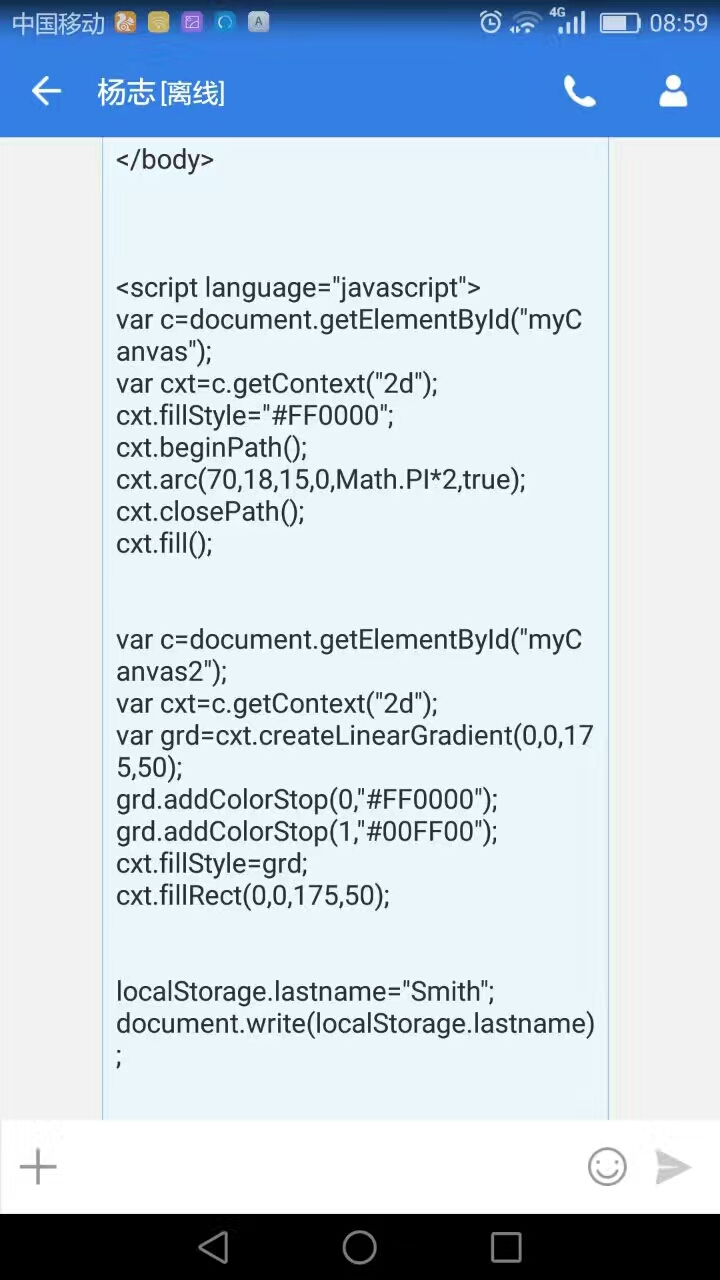 中国移动 A 4G 08:59
杨志[离线]
</body>
<script language="javascript">
var c=document.getElementById("myC
anvas");
var cxt=c.getContext("2d");
cxt.fillStyle="#FF0000";
cxt.beginPath();
cxt.arc(70,18,15,0,Math.PI*2,true);
cxt.closePath();
cxt.fill();
var c=document.getElementById("myC
anvas2");
var cxt=c.getContext("2d");
var grd=cxt.createLinearGradient(0,0,17
5,50);
grd.addColorStop(0,"#FF0000");
grd.addColorStop(1,"#00FF00");
cxt.fillStyle=grd;
cxt.fillRect(0,0,175,50);
localStorage.lastname="Smith";
document.write(localStorage.lastname)
;